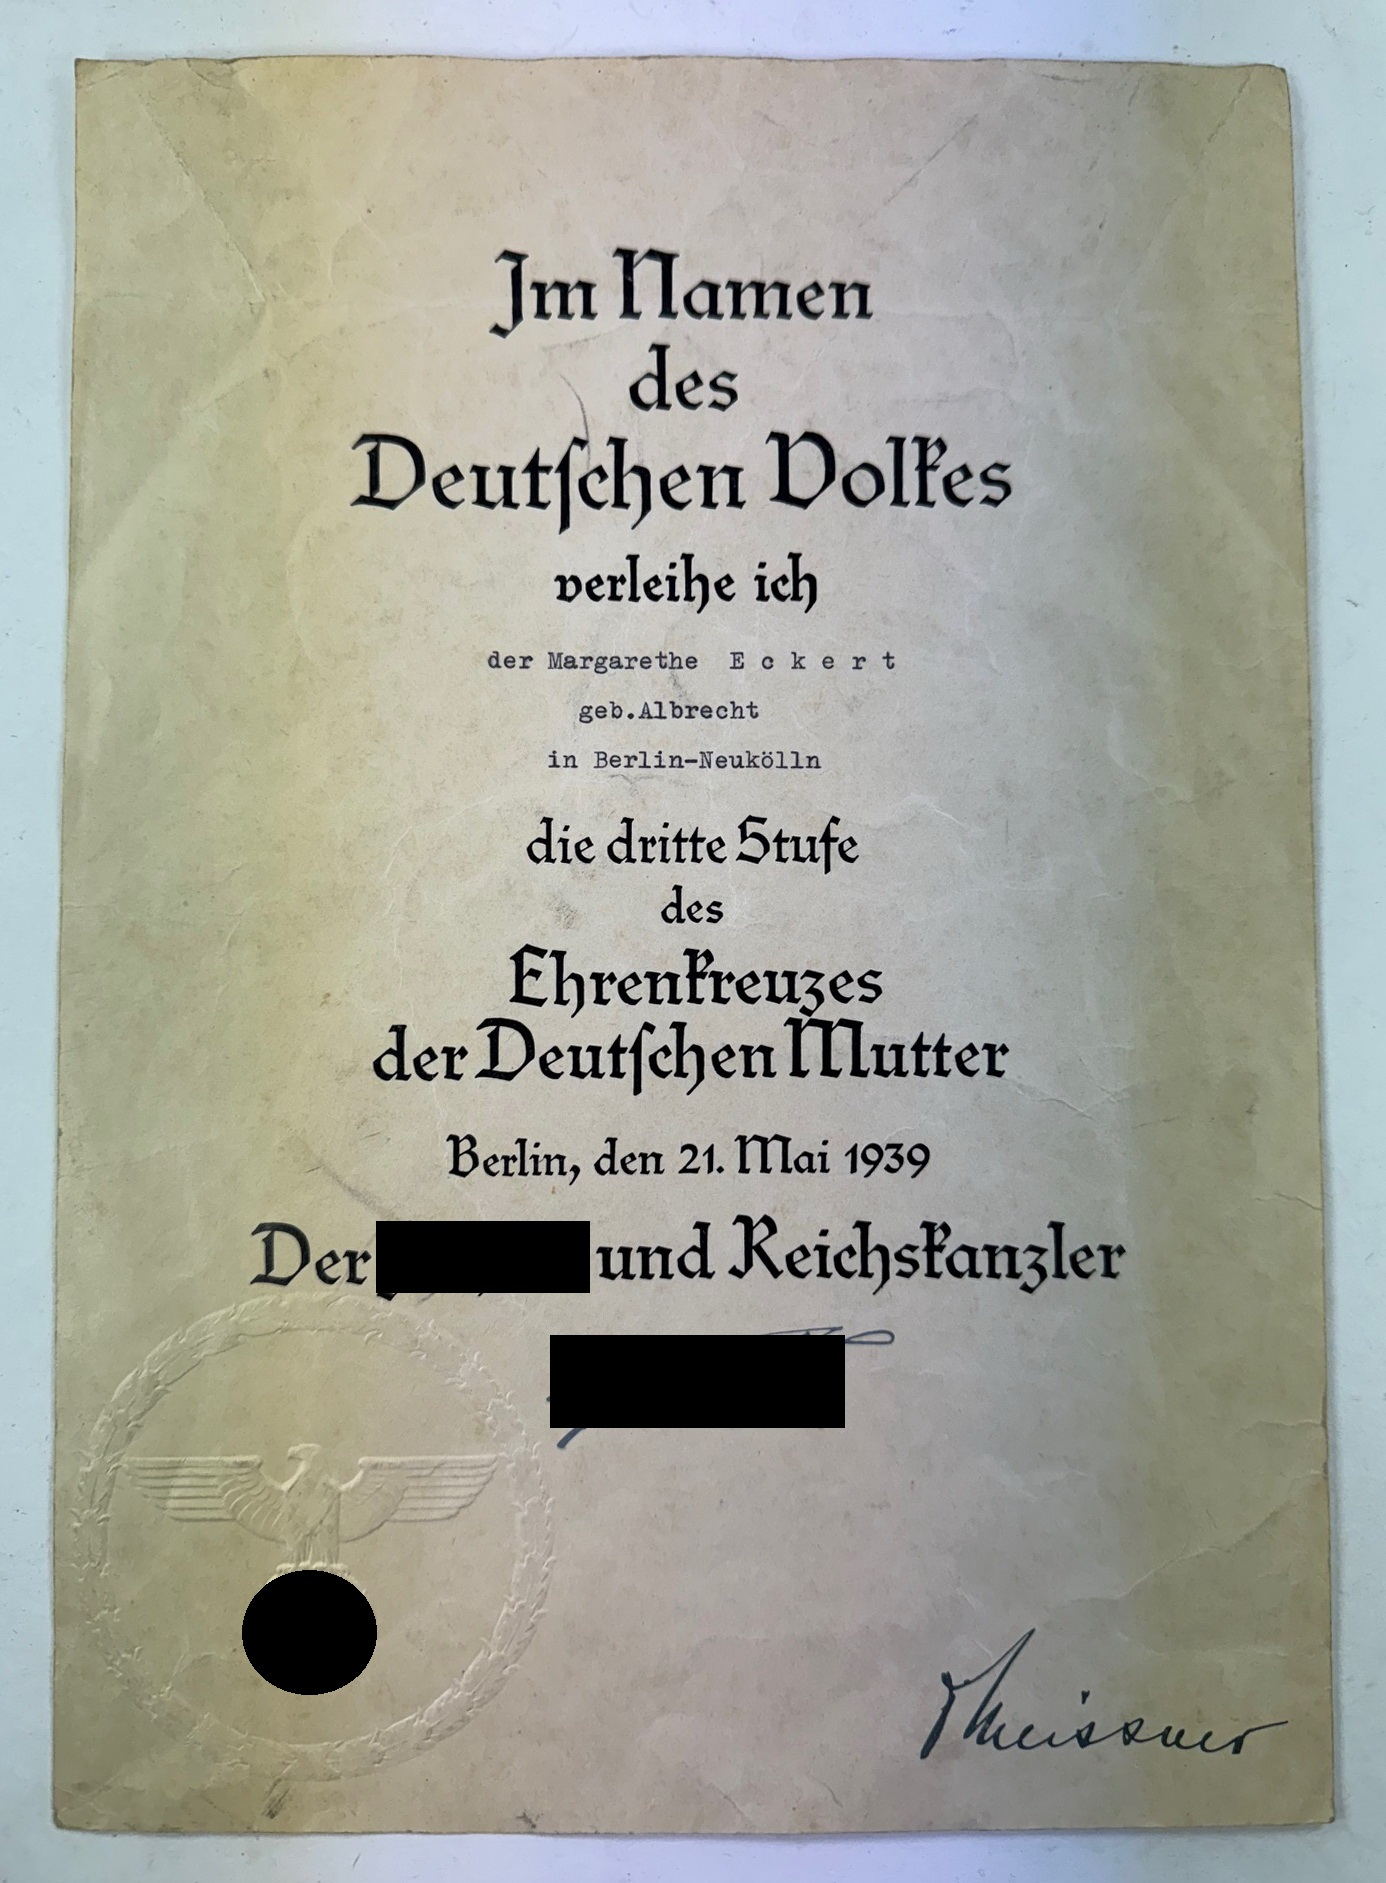 Im Namen
des
Deutſchen Volkes
verleihe ich
der Margarethe E c k e r t
geb.Albrecht
in Berlin-Neukölln
die dritte Stufe
des
Ehrenkreuzes
der Deutſchen Mutter
Berlin, den 21. Mai 1939
Der und Reichskanzler
Meissner